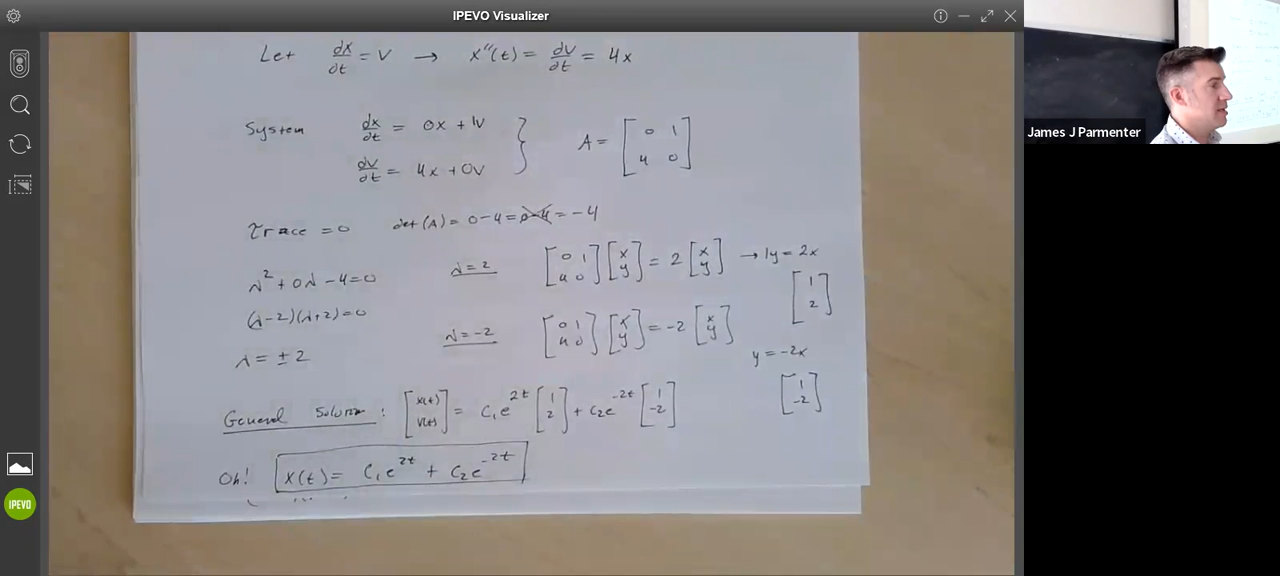 IPEVO Visualizer
James J Parmenter
Let dx/dt = v → x''(t) = dv/dt = 4x
System dx/dt = 0x + 1v } A = [0 1; 4 0]
dv/dt = 4x + 0v
Trace = 0 det(A) = 0-4 = 0-4 = -4
λ² + 0λ - 4 = 0 λ = 2 [0 1; 4 0] [x; y] = 2 [x; y] → 1y = 2x
[1; 2]
(λ-2)(λ+2) = 0 λ = -2 [0 1; 4 0] [x; y] = -2 [x; y]
λ = ± 2 y = -2x
[1; -2]
General Solution: [x(t); v(t)] = C₁e^2t [1; 2] + C₂e^-2t [1; -2]
Oh! x(t) = C₁e^2t + C₂e^-2t
IPEVO